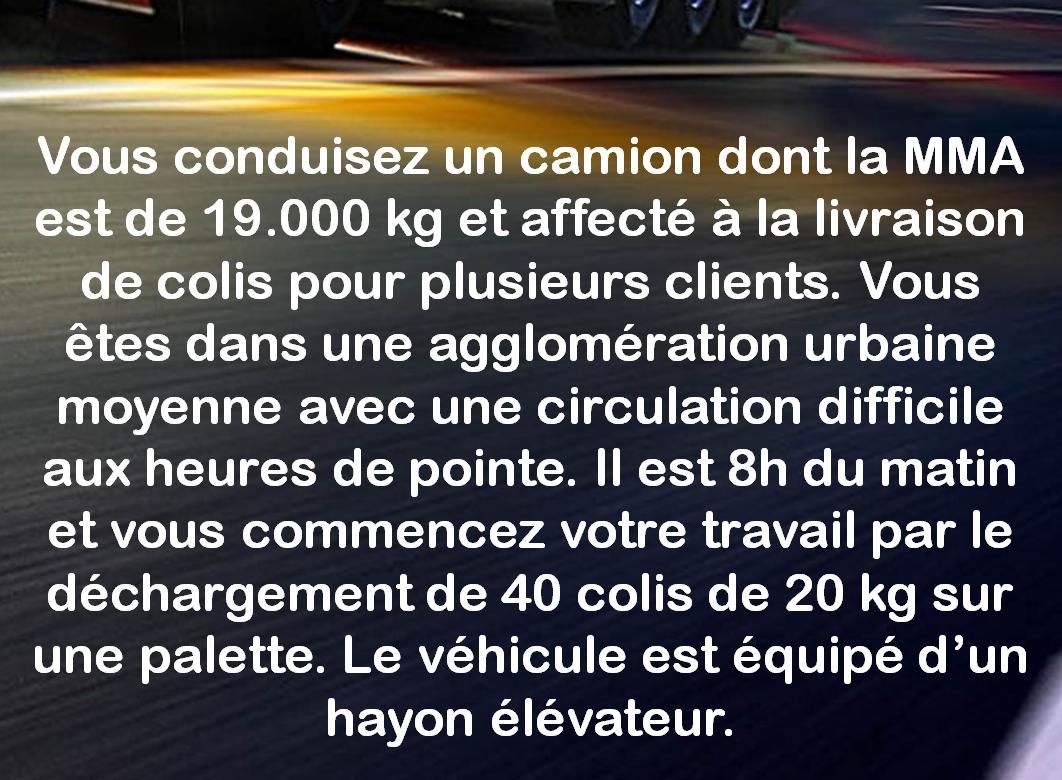 Vous conduisez un camion dont la MMA
est de 19.000 kg et affecté à la livraison
de colis pour plusieurs clients. Vous
êtes dans une agglomération urbaine
moyenne avec une circulation difficile
aux heures de pointe. Il est 8h du matin
et vous commencez votre travail par le
déchargement de 40 colis de 20 kg sur
une palette. Le véhicule est équipé d’un
hayon élévateur.